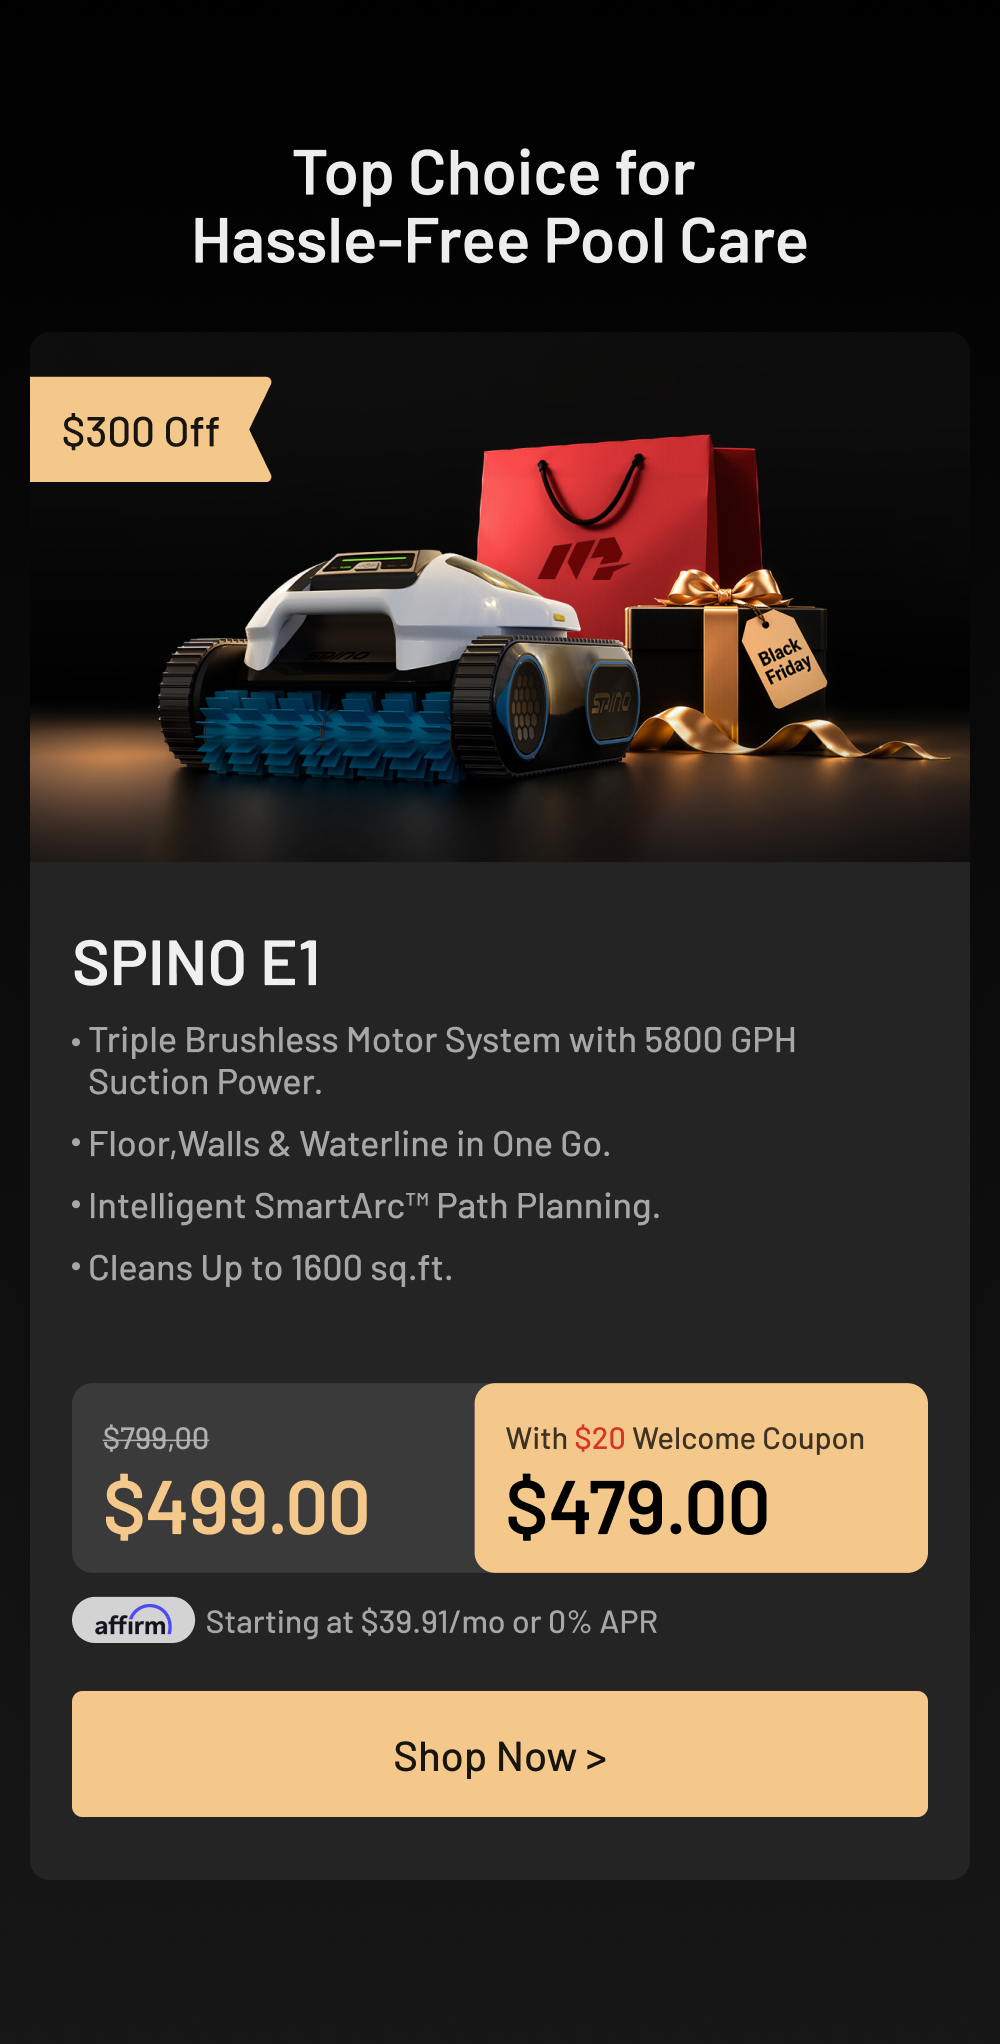 Top Choice for
Hassle-Free Pool Care
$300 Off
Black
Friday
SPINO
SPINO
SPINO E1
• Triple Brushless Motor System with 5800 GPH
Suction Power.
• Floor,Walls & Waterline in One Go.
• Intelligent SmartArc™ Path Planning.
• Cleans Up to 1600 sq.ft.
$799,00
$499.00
With $20 Welcome Coupon
$479.00
affirm Starting at $39.91/mo or 0% APR
Shop Now >